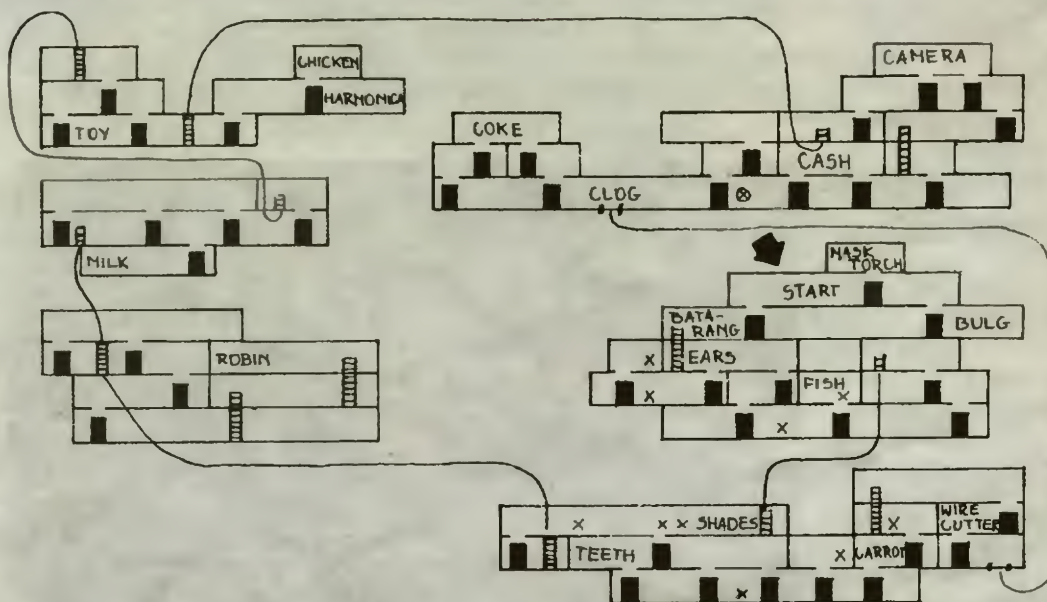 CHICKEN
HARMONICA
TOY
CAMERA
COKE
CASH
CLOG
MILK
MASK
TORCH
START
BATA-
RANG
BULG
EARS
ROBIN
FISH
SHADES
WIRE
CUTTER
TEETH
CARROT